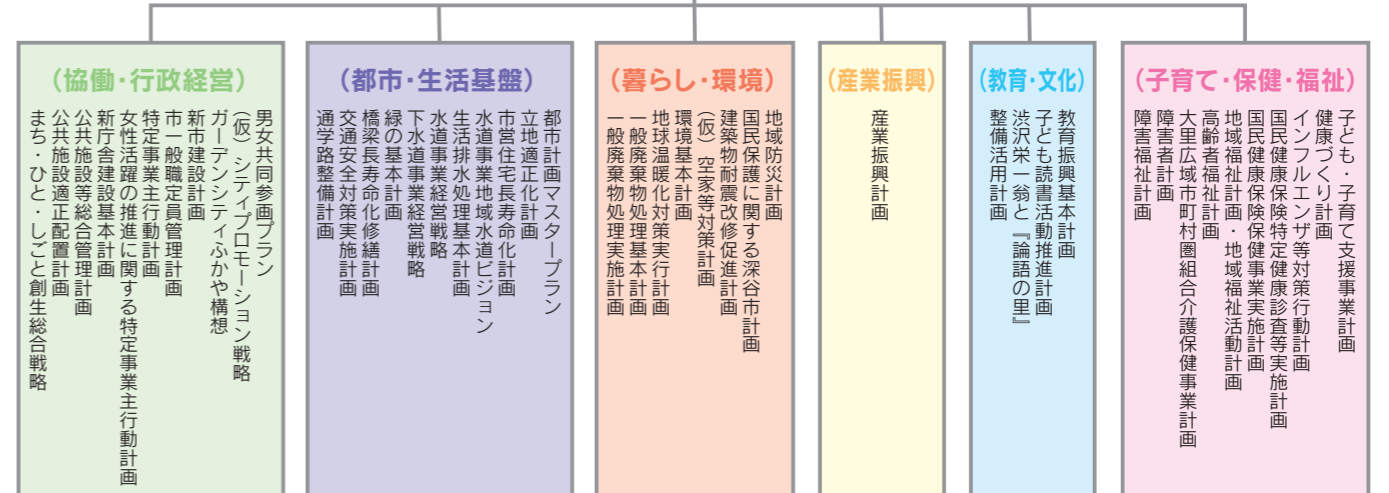 （子育て・保健・福祉）
子ども・子育て支援事業計画
健康づくり計画
インフルエンザ等対策行動計画
国民健康保険特定健康診査等実施計画
国民健康保険保健事業実施計画
地域福祉計画・地域福祉活動計画
高齢者福祉計画
大里広域市町村圏組合介護保健事業計画
障害者計画
障害福祉計画
（教育・文化）
教育振興基本計画
子ども読書活動推進計画
渋沢栄一翁と『論語の里』
整備活用計画
（産業振興）
産業振興計画
（暮らし・環境）
地域防災計画
国民保護に関する深谷市計画
建築物耐震改修促進計画
（仮）空家等対策計画
環境基本計画
地球温暖化対策実行計画
一般廃棄物処理基本計画
一般廃棄物処理実施計画
（都市・生活基盤）
都市計画マスタープラン
立地適正化計画
市営住宅長寿命化計画
水道事業地域水道ビジョン
生活排水処理基本計画
水道事業経営戦略
下水道事業経営戦略
緑の基本計画
橋梁長寿命化修繕計画
交通安全対策実施計画
通学路整備計画
（協働・行政経営）
男女共同参画プラン
（仮）シティプロモーション戦略
ガーデンシティふかや構想
新市建設計画
市一般職定員管理計画
特定事業主行動計画
女性活躍の推進に関する特定事業主行動計画
新庁舎建設基本計画
公共施設等総合管理計画
公共施設適正配置計画
まち・ひと・しごと創生総合戦略